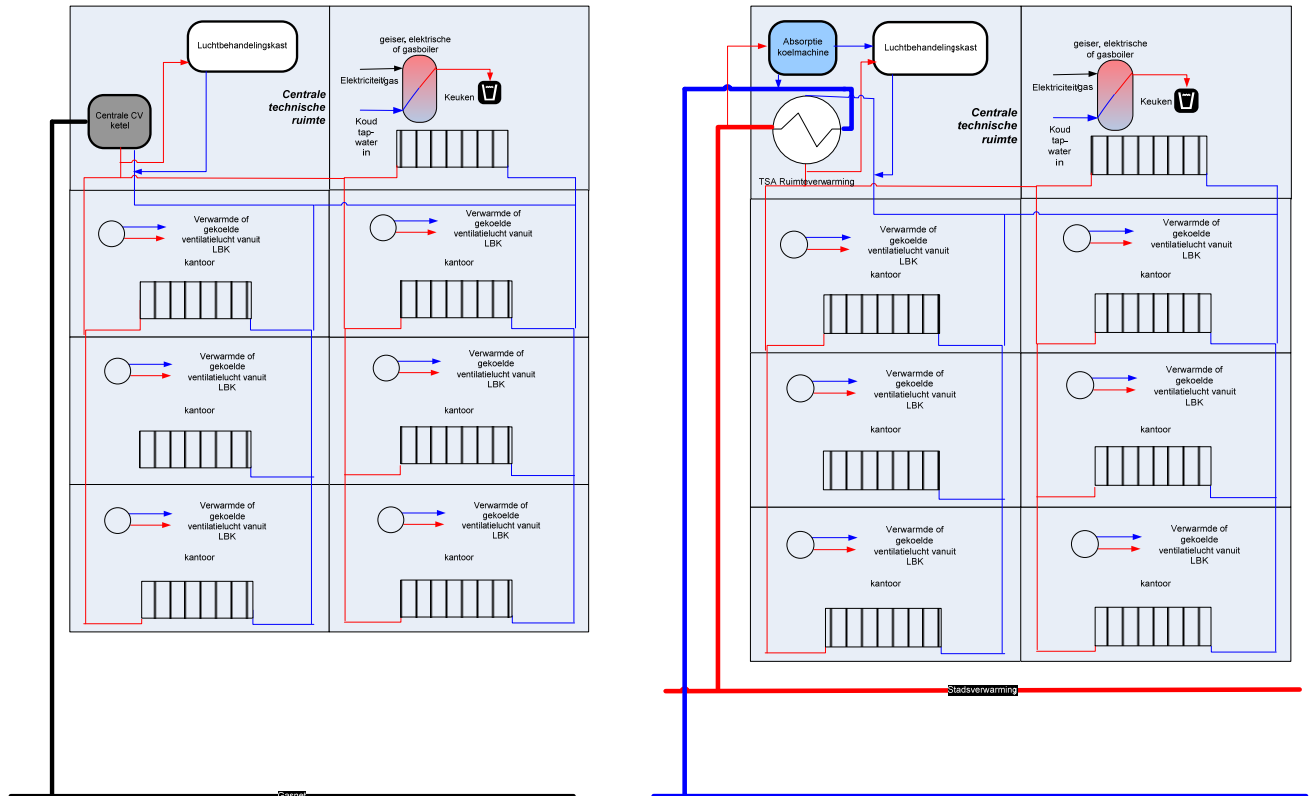 Luchtbehandelingskast
geiser, elektrische
of gasboiler
Elektriciteit/gas
Keuken
Centrale
technische
ruimte
Centrale CV
ketel
Koud
tap-
water
in
Verwarmde of
gekoelde
ventilatielucht vanuit
LBK
kantoor
Verwarmde of
gekoelde
ventilatielucht vanuit
LBK
kantoor
Verwarmde of
gekoelde
ventilatielucht vanuit
LBK
kantoor
Verwarmde of
gekoelde
ventilatielucht vanuit
LBK
kantoor
Verwarmde of
gekoelde
ventilatielucht vanuit
LBK
kantoor
Verwarmde of
gekoelde
ventilatielucht vanuit
LBK
kantoor
Absorptie
koelmachine
Luchtbehandelingskast
geiser, elektrische
of gasboiler
Elektriciteit/gas
Keuken
Centrale
technische
ruimte
Koud
tap-
water
in
TSA Ruimteverwarming
Verwarmde of
gekoelde
ventilatielucht vanuit
LBK
kantoor
Verwarmde of
gekoelde
ventilatielucht vanuit
LBK
kantoor
Verwarmde of
gekoelde
ventilatielucht vanuit
LBK
kantoor
Verwarmde of
gekoelde
ventilatielucht vanuit
LBK
kantoor
Verwarmde of
gekoelde
ventilatielucht vanuit
LBK
kantoor
Verwarmde of
gekoelde
ventilatielucht vanuit
LBK
kantoor
Stadsverwarming